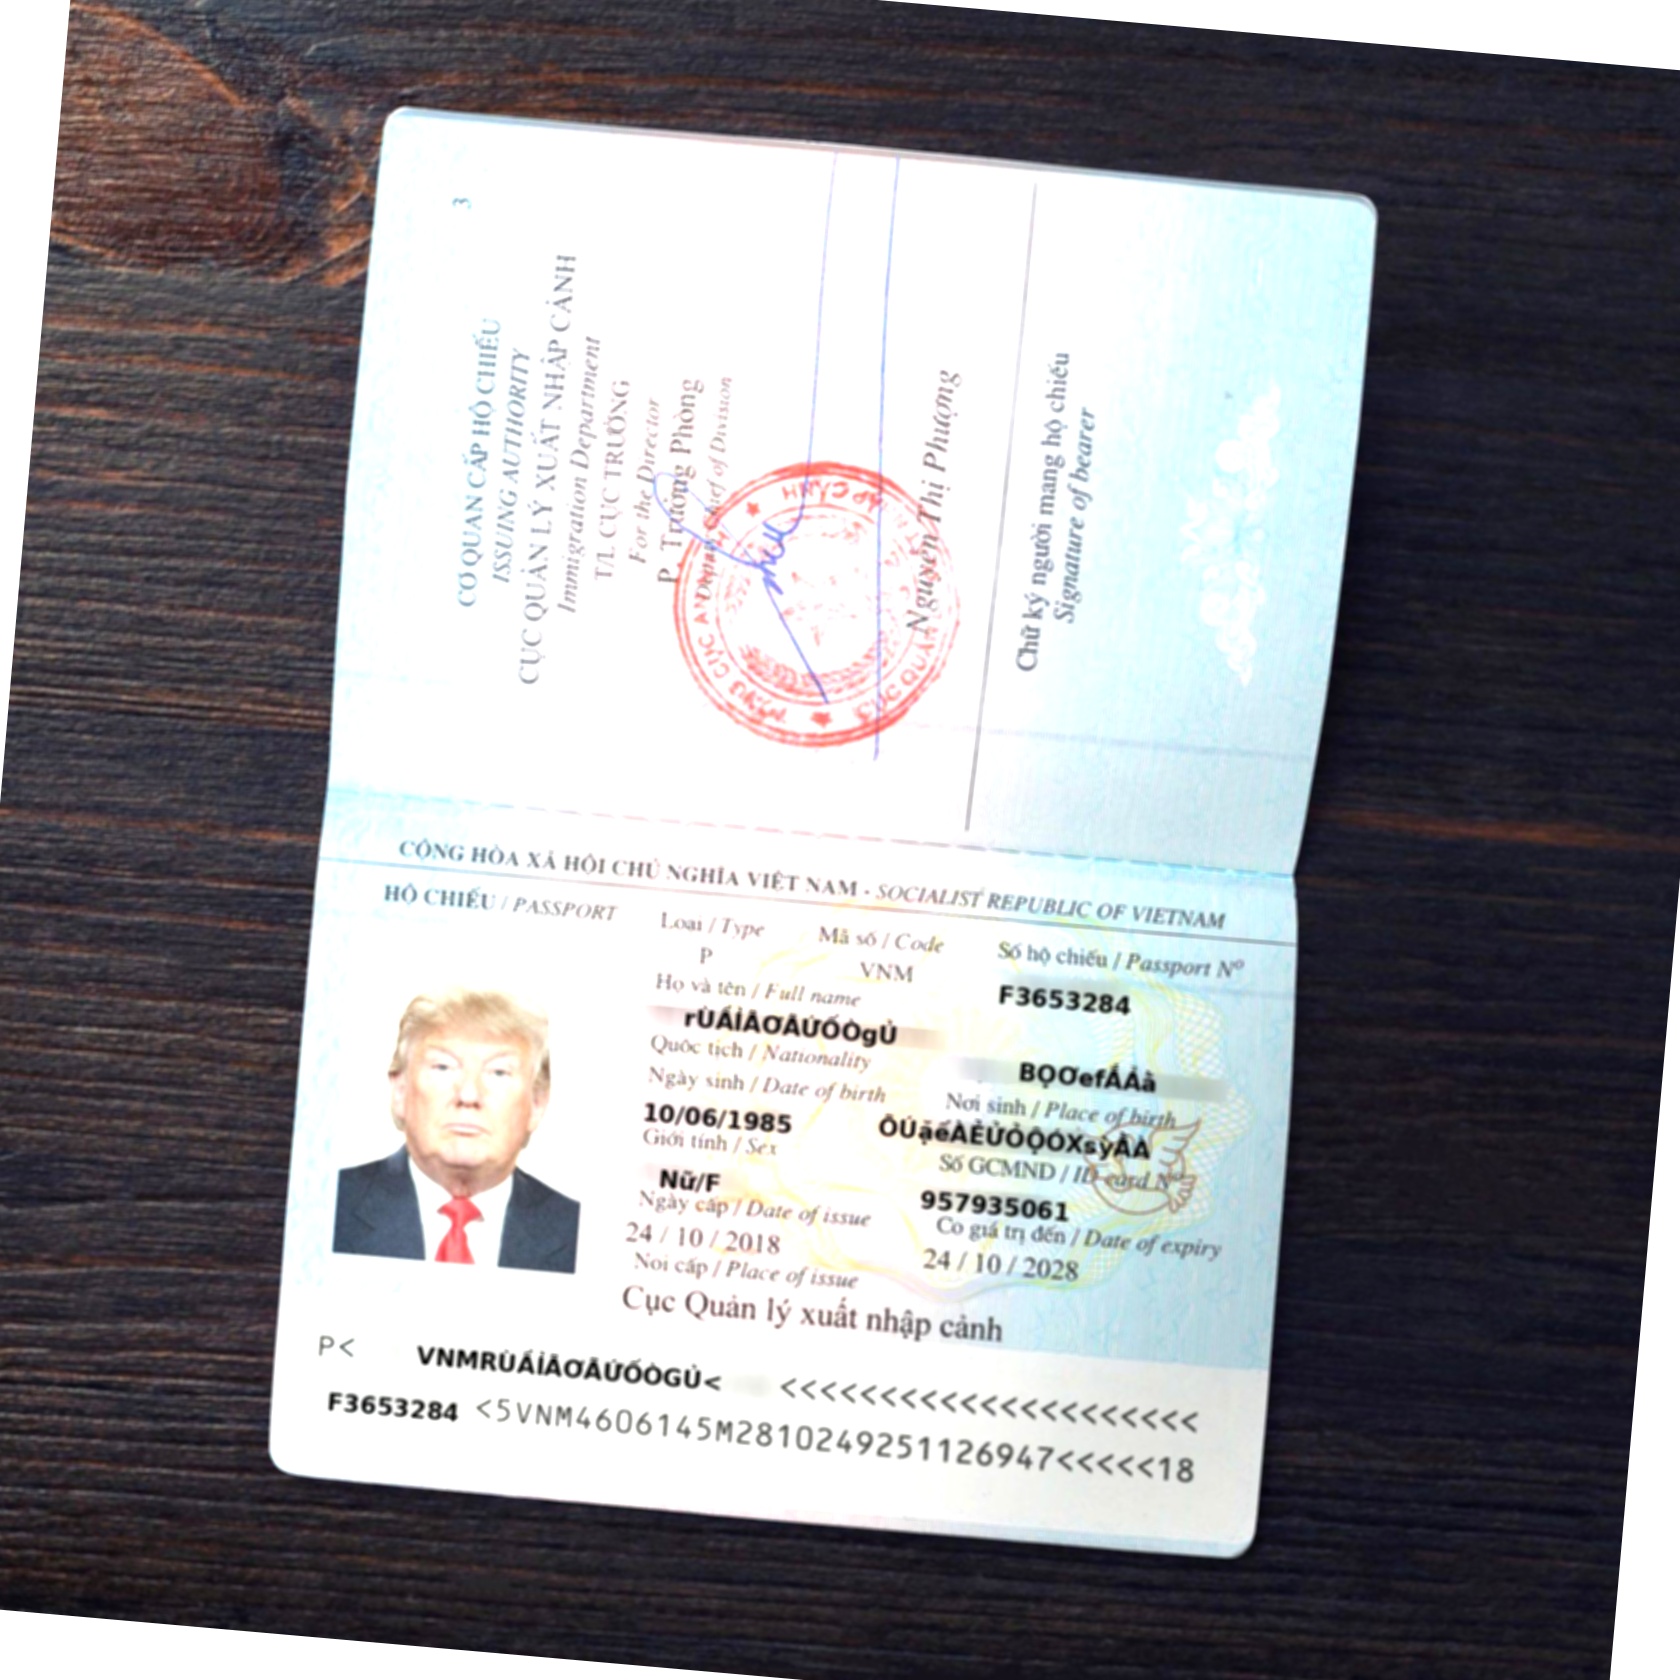 3
CƠ QUAN CẤP HỘ CHIẾU
ISSUING AUTHORITY
CỤC QUẢN LÝ XUẤT NHẬP CẢNH
Immigration Department
T/L CỤC TRƯỞNG
For the Director
P. Trưởng Phòng
Chief of Division
Nguyễn Thị Phượng
Chữ ký người mang hộ chiếu
Signature of bearer
CỘNG HÒA XÃ HỘI CHỦ NGHĨA VIỆT NAM - SOCIALIST REPUBLIC OF VIETNAM
HỘ CHIẾU / PASSPORT
Loại / Type
Mã số / Code
Số hộ chiếu / Passport Nº
P
VNM
F3653284
Họ và tên / Full name
rÙẨỈÂƠÂỨỐÒgỦ
Quốc tịch / Nationality
BỌƠefẨẢà
Ngày sinh / Date of birth
Nơi sinh / Place of birth
10/06/1985
ÕÚặếÀỀỬỎỘÓXsỳÂÀ
Giới tính / Sex
Số GCMND / ID card Nº
Nữ/F
957935061
Ngày cấp / Date of issue
Có giá trị đến / Date of expiry
24 / 10 / 2018
24 / 10 / 2028
Nơi cấp / Place of issue
Cục Quản lý xuất nhập cảnh
P< VNMRÙẨỈÂƠÂỨỐÒGỦ< <<<<<<<<<<<<<<<<<<<<<
F3653284 <5VNM4606145M2810249251126947<<<<<18